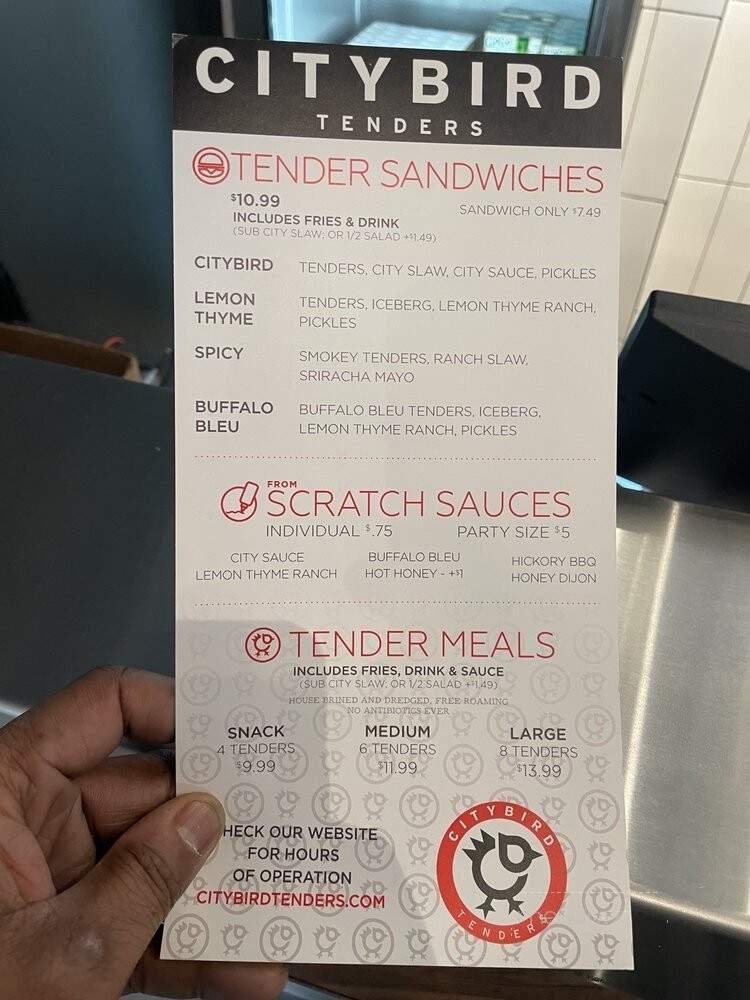 CITYBIRD
TENDERS
TENDER SANDWICHES
$10.99
INCLUDES FRIES & DRINK
(SUB CITY SLAW; OR 1/2 SALAD +$1.49)
SANDWICH ONLY $7.49
CITYBIRD TENDERS, CITY SLAW, CITY SAUCE, PICKLES
LEMON THYME TENDERS, ICEBERG, LEMON THYME RANCH,
PICKLES
SPICY SMOKEY TENDERS, RANCH SLAW,
SRIRACHA MAYO
BUFFALO BLEU BUFFALO BLEU TENDERS, ICEBERG,
LEMON THYME RANCH, PICKLES
FROM
SCRATCH SAUCES
INDIVIDUAL $.75 PARTY SIZE $5
CITY SAUCE BUFFALO BLEU HICKORY BBQ
LEMON THYME RANCH HOT HONEY - +$1 HONEY DIJON
TENDER MEALS
INCLUDES FRIES, DRINK & SAUCE
(SUB CITY SLAW; OR 1/2 SALAD +$1.49)
HOUSE BRINED AND DREDGED, FREE ROAMING
NO ANTIBIOTICS EVER
SNACK MEDIUM LARGE
4 TENDERS 6 TENDERS 8 TENDERS
$9.99 $11.99 $13.99
HECK OUR WEBSITE
FOR HOURS
OF OPERATION
CITYBIRDTENDERS.COM
CITYBIRD
TENDERS